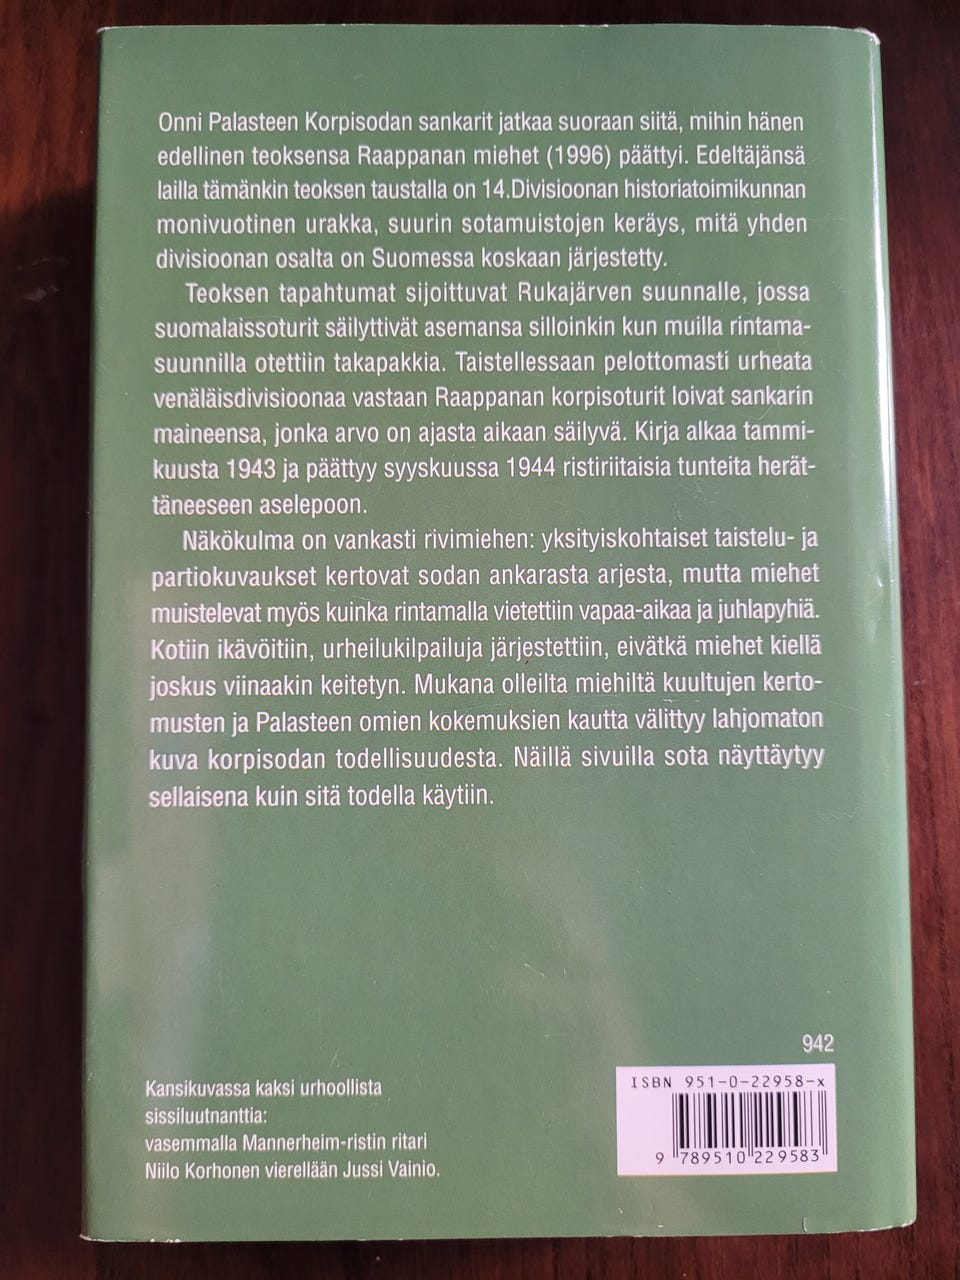 Onni Palasteen Korpisodan sankarit jatkaa suoraan siitä, mihin hänen
edellinen teoksensa Raappanan miehet (1996) päättyi. Edeltäjänsä
lailla tämänkin teoksen taustalla on 14.Divisioonan historiatoimikunnan
monivuotinen urakka, suurin sotamuistojen keräys, mitä yhden
divisioonan osalta on Suomessa koskaan järjestetty.
Teoksen tapahtumat sijoittuvat Rukajärven suunnalle, jossa
suomalaissoturit säilyttivät asemansa silloinkin kun muilla rintama-
suunnilla otettiin takapakkia. Taistellessaan pelottomasti urheata
venäläisdivisioonaa vastaan Raappanan korpisoturit loivat sankarin
maineensa, jonka arvo on ajasta aikaan säilyvä. Kirja alkaa tammi-
kuusta 1943 ja päättyy syyskuussa 1944 ristiriitaisia tunteita herät-
täneeseen aselepoon.
Näkökulma on vankasti rivimiehen: yksityiskohtaiset taistelu- ja
partiokuvaukset kertovat sodan ankarasta arjesta, mutta miehet
muistelevat myös kuinka rintamalla vietettiin vapaa-aikaa ja juhlapyhiä.
Kotiin ikävöitiin, urheilukilpailuja järjestettiin, eivätkä miehet kiellä
joskus viinaakin keitetyn. Mukana olleilta miehiltä kuultujen kerto-
musten ja Palasteen omien kokemuksien kautta välittyy lahjomaton
kuva korpisodan todellisuudesta. Näillä sivuilla sota näyttäytyy
sellaisena kuin sitä todella käytiin.
942
ISBN 951-0-22958-x
9 789510 229583
Kansikuvassa kaksi urhoollista
sissiluutnanttia:
vasemmalla Mannerheim-ristin ritari
Niilo Korhonen vierellään Jussi Vainio.